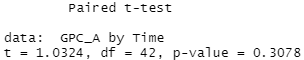 Paired t-test
data:  GPC_A by Time
t = 1.0324, df = 42, p-value = 0.3078